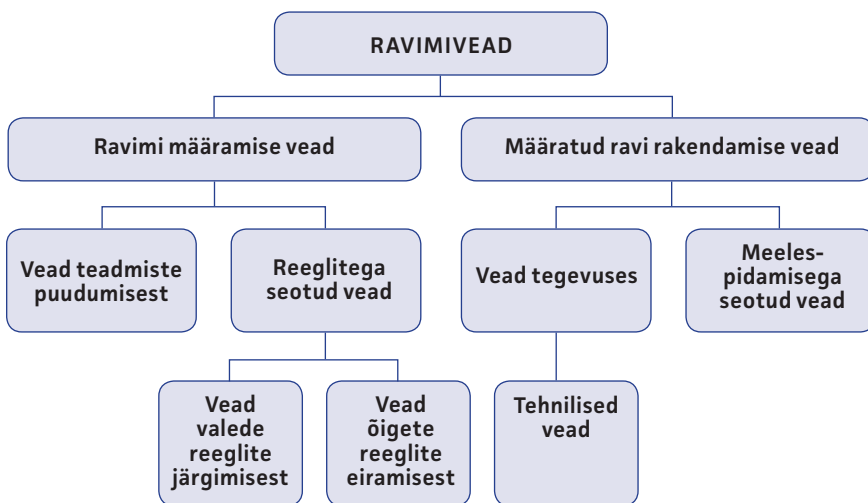 RAVIMIVEAD
Ravimi määramise vead
Määratud ravi rakendamise vead
Vead teadmiste
puudumisest
Reeglitega
seotud vead
Vead tegevuses
Meeles-
pidamisega
seotud vead
Vead
valede
reeglite
järgimisest
Vead
õigete
reeglite
eiramisest
Tehnilised
vead